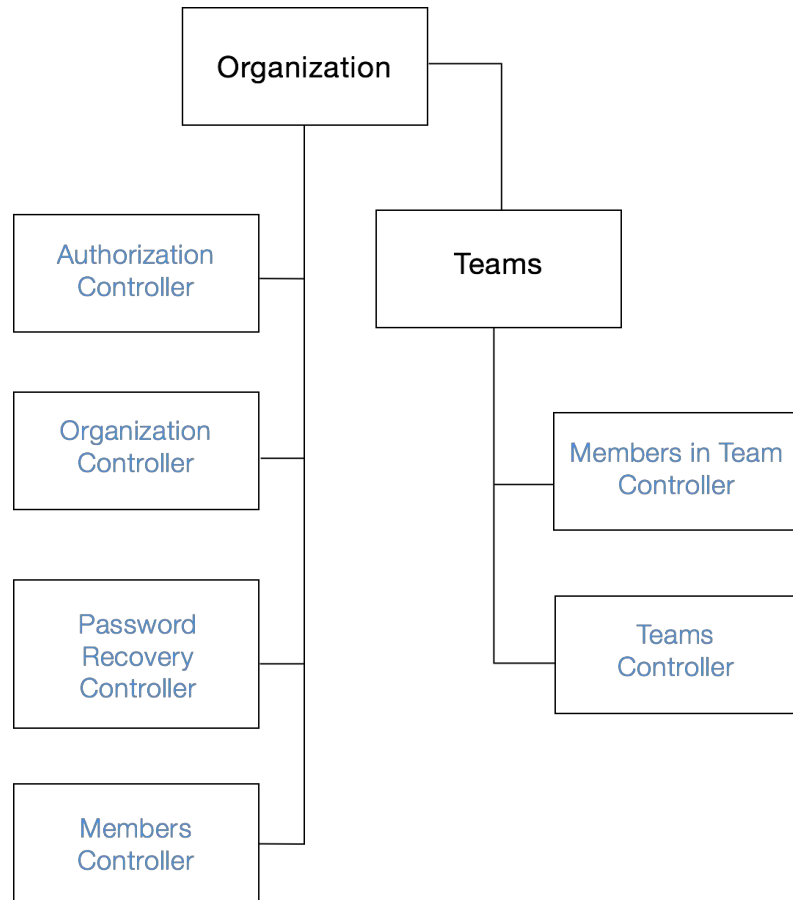 Organization
Authorization
Controller
Teams
Organization
Controller
Members in Team
Controller
Password
Recovery
Controller
Teams
Controller
Members
Controller